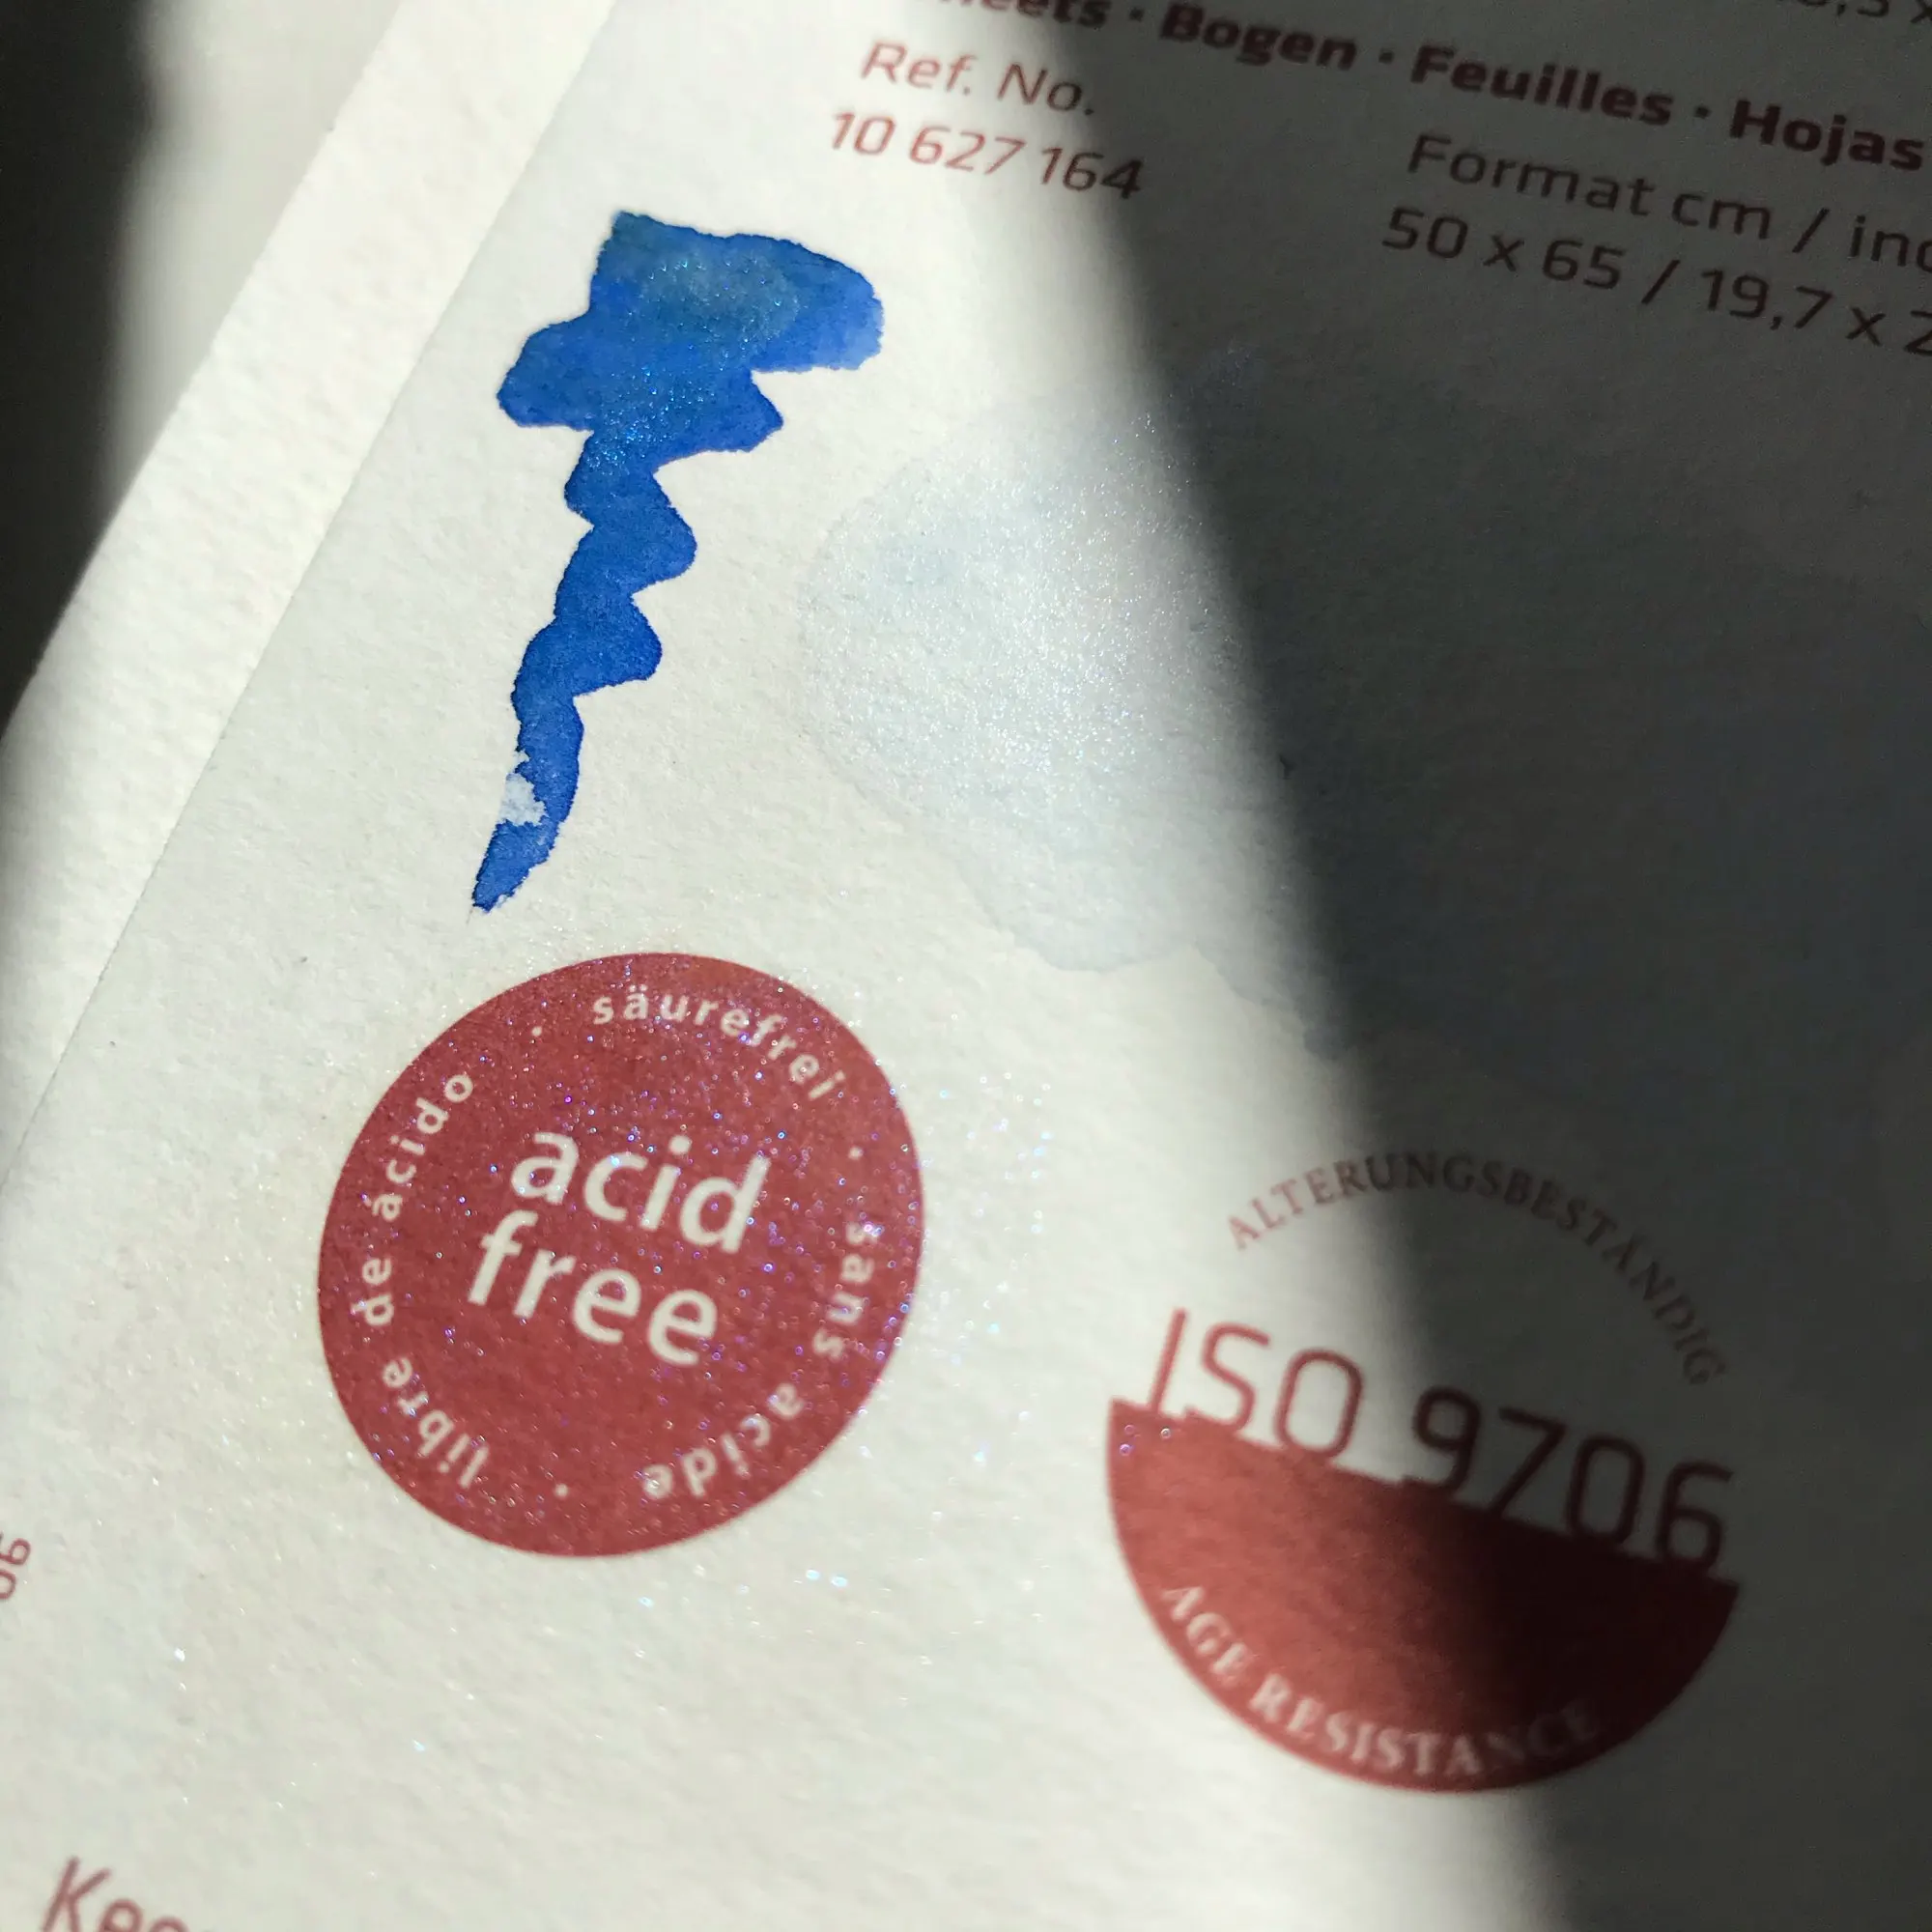 Bogen · Feuilles · Hojas
Ref. No.
10 627 164
Format cm /
50 x 65 / 19,7 x
säurefrei · sans acide · libre de ácido ·
acid
free
ALTERUNGSBESTÄNDIG
ISO 9706
AGE RESISTANCE